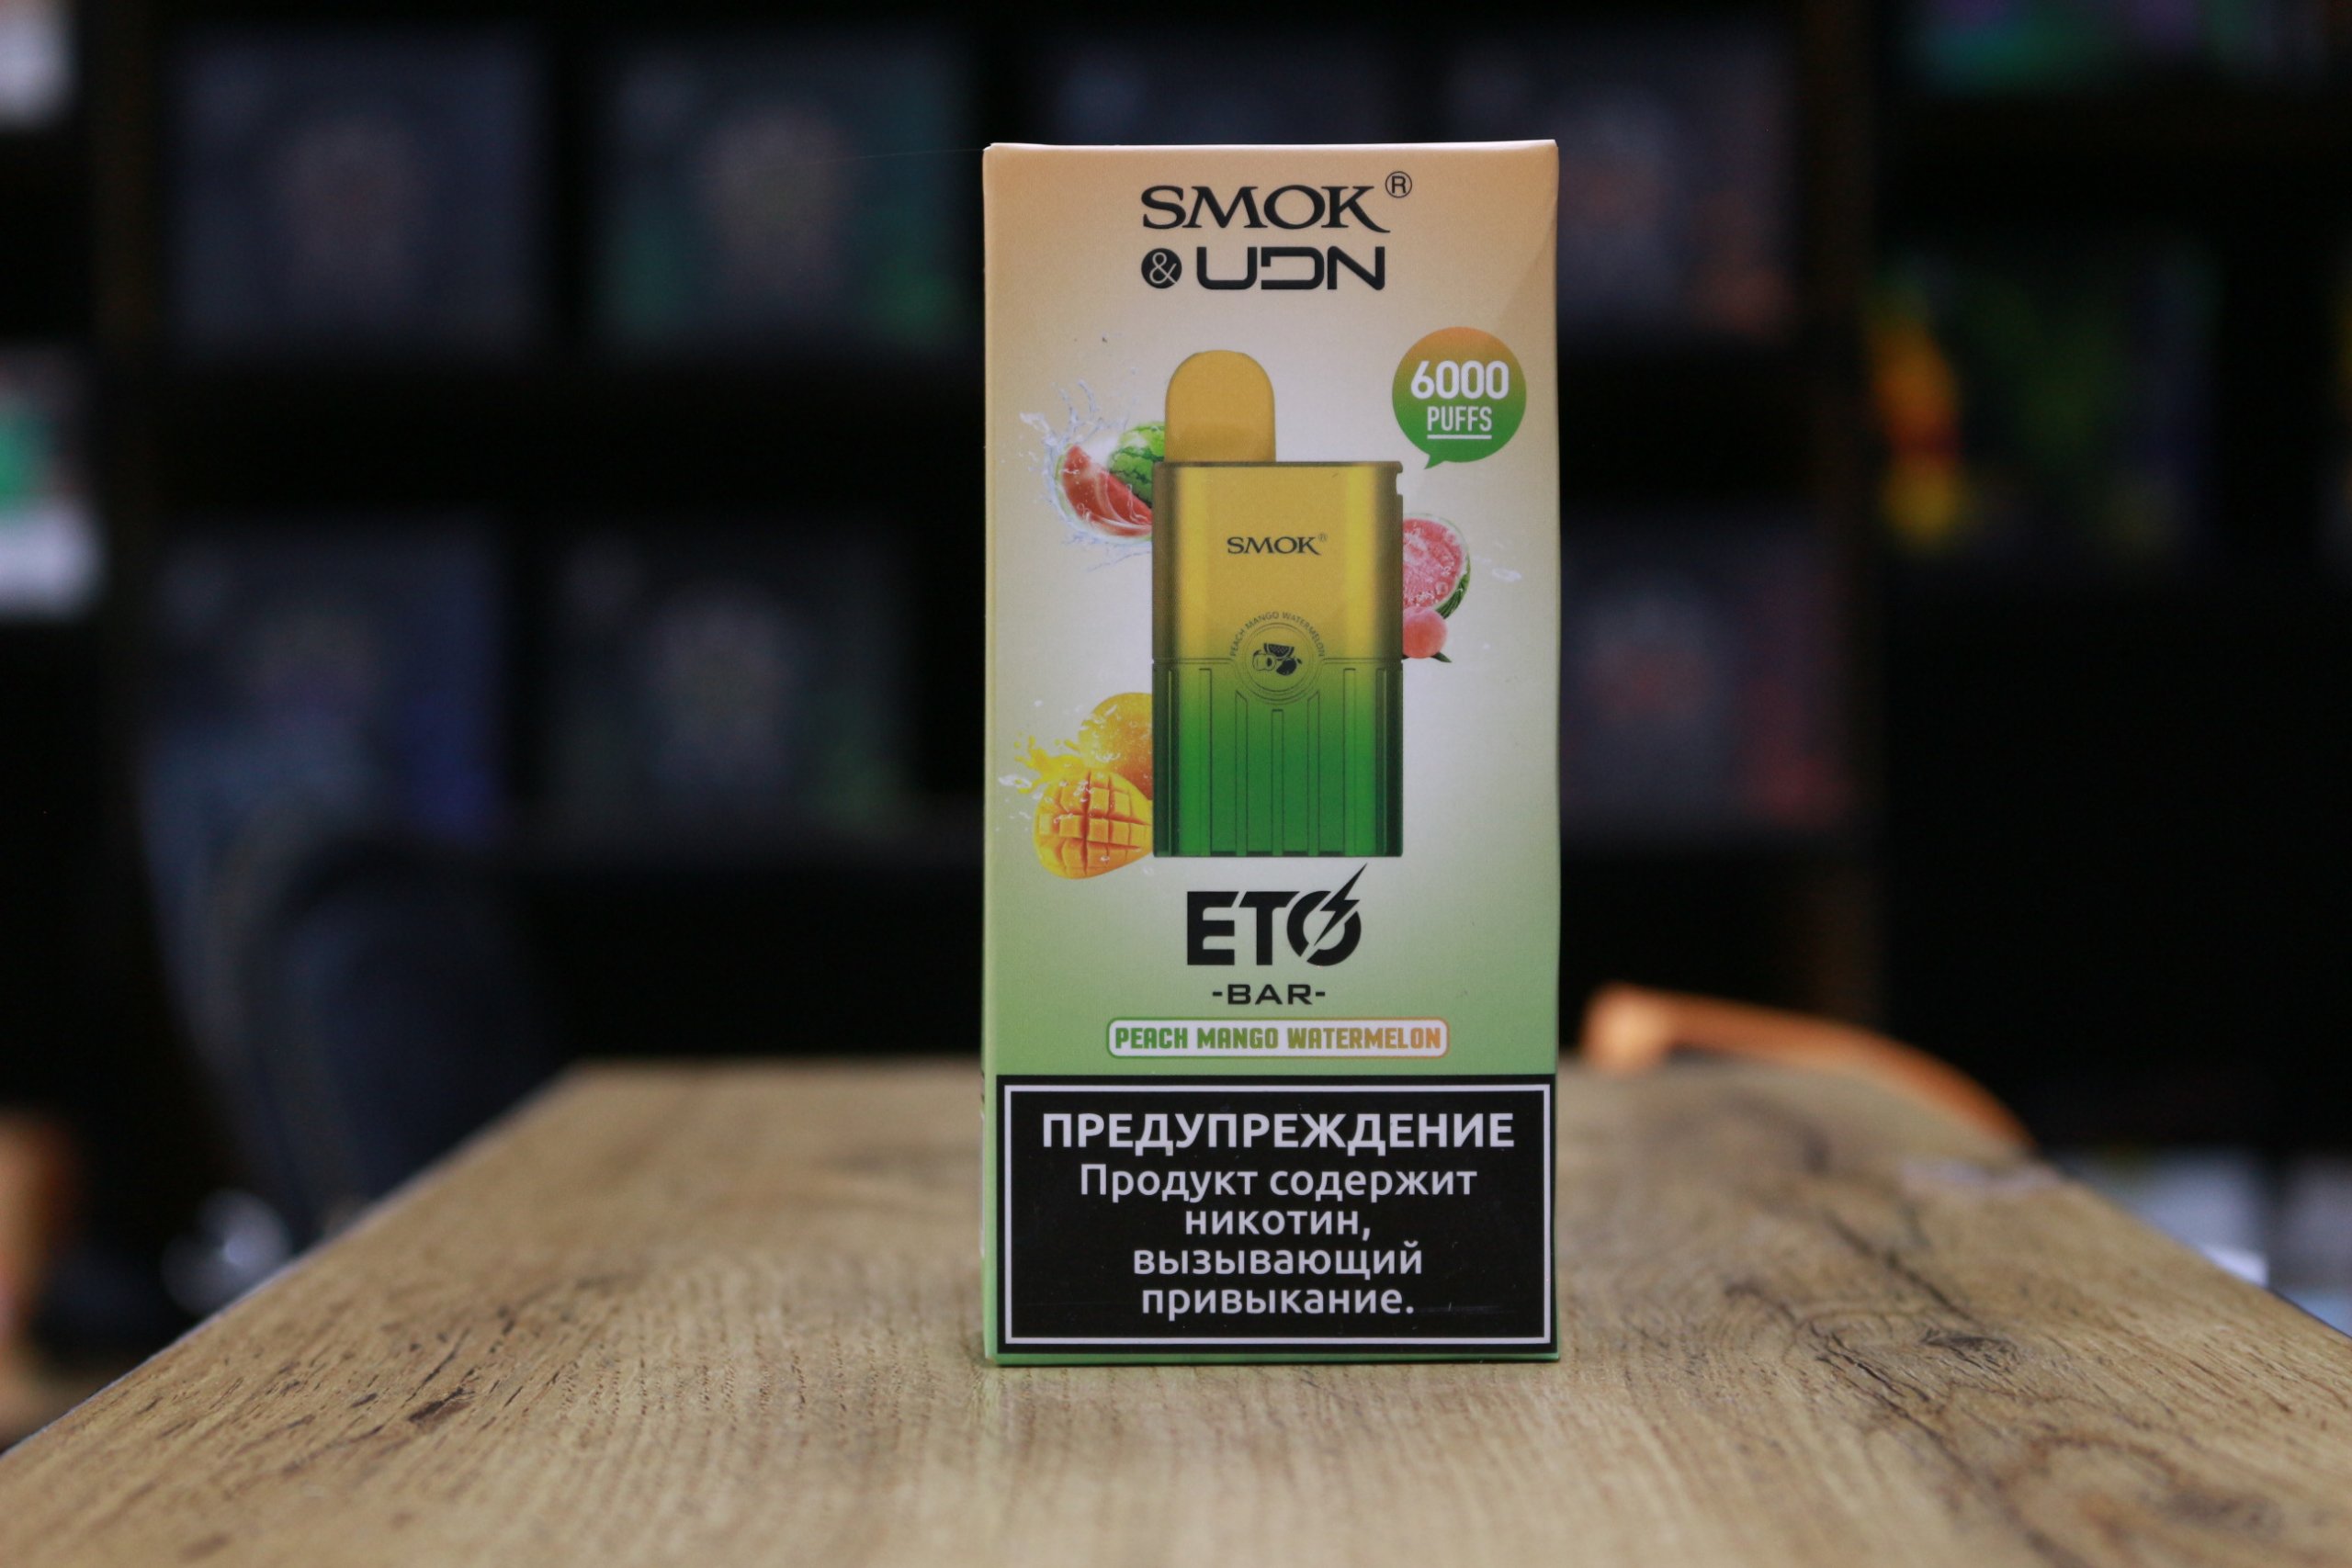 SMOK®
& UDN
6000
PUFFS
SMOK®
PEACH MANGO WATERMELON
ETO
-BAR-
PEACH MANGO WATERMELON
ПРЕДУПРЕЖДЕНИЕ
Продукт содержит
никотин,
вызывающий
привыкание.